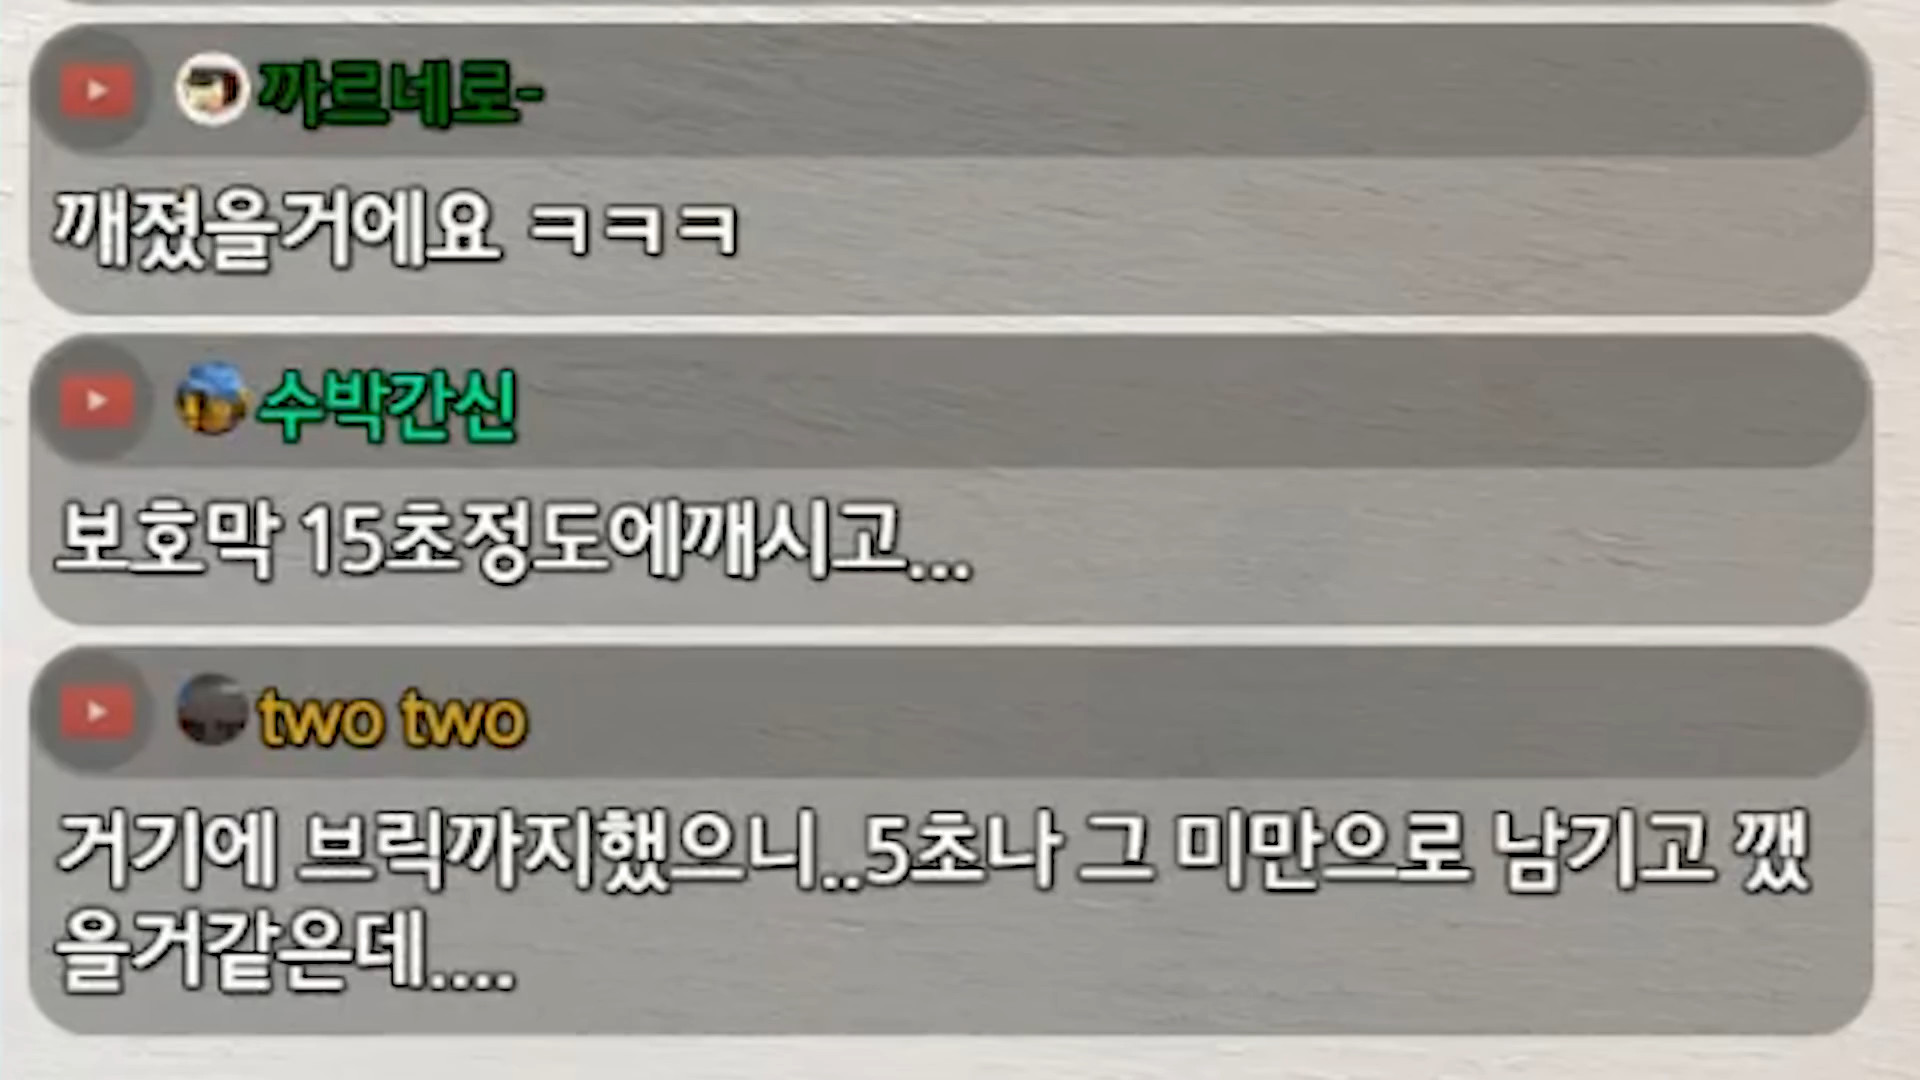 까르네로-
깨졌을거에요 ㅋㅋㅋ
수박간신
보호막 15초정도에깨시고...
two two
거기에 브릭까지했으니..5초나 그 미만으로 남기고 깼
을거같은데....